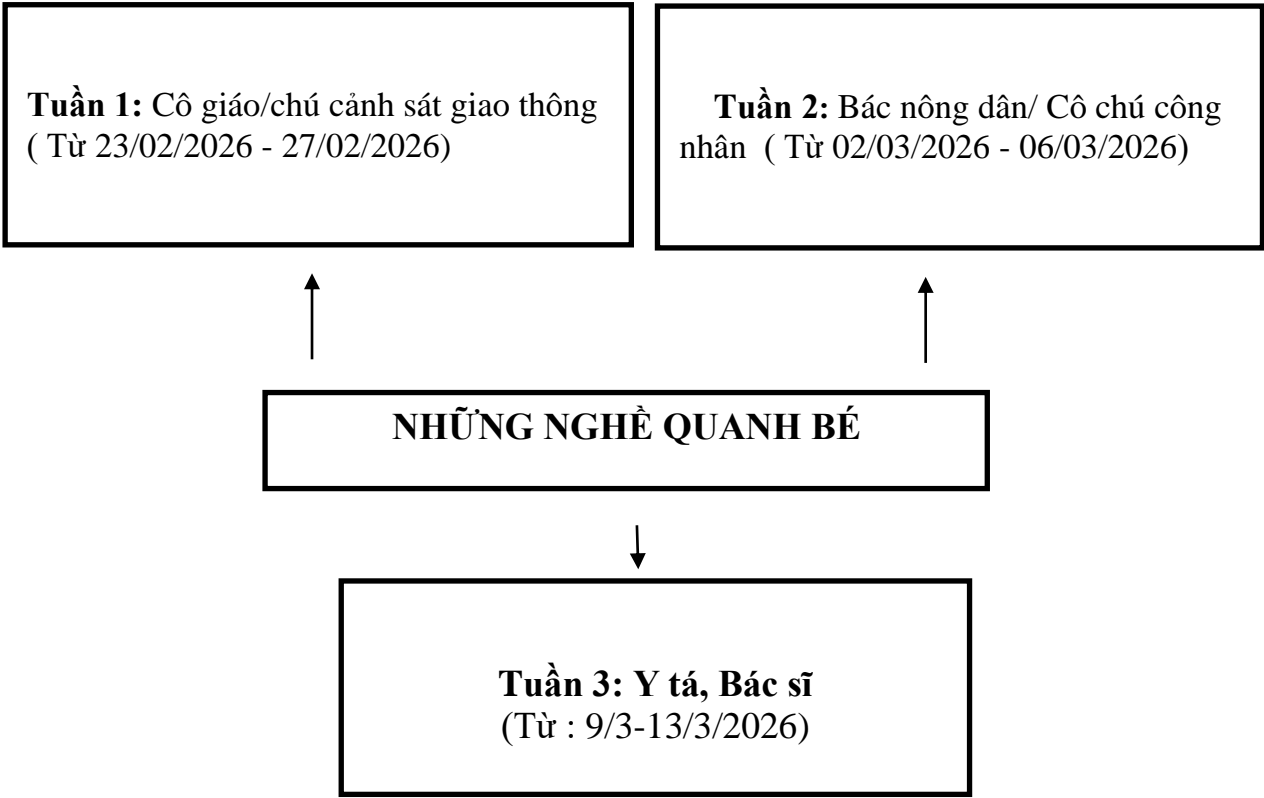 Tuần 1: Cô giáo/chú cảnh sát giao thông
( Từ 23/02/2026 - 27/02/2026)
Tuần 2: Bác nông dân/ Cô chú công
nhân ( Từ 02/03/2026 - 06/03/2026)
NHỮNG NGHỀ QUANH BÉ
Tuần 3: Y tá, Bác sĩ
(Từ : 9/3-13/3/2026)